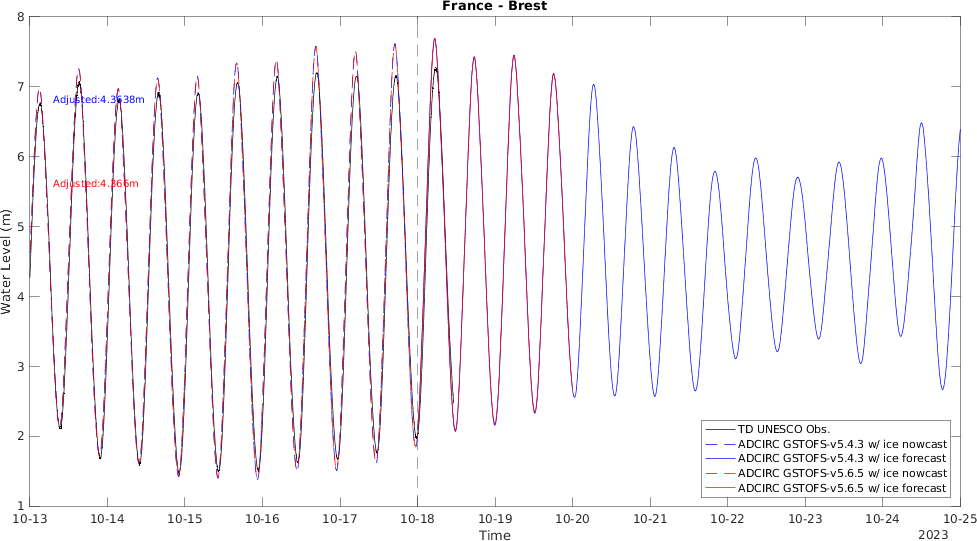 France - Brest
8
7
6
5
4
3
2
1
Water Level (m)
Adjusted:4.3638m
Adjusted:4.366m
TD UNESCO Obs.
ADCIRC GSTOFS-v5.4.3 w/ ice nowcast
ADCIRC GSTOFS-v5.4.3 w/ ice forecast
ADCIRC GSTOFS-v5.6.5 w/ ice nowcast
ADCIRC GSTOFS-v5.6.5 w/ ice forecast
10-13 10-14 10-15 10-16 10-17 10-18 10-19 10-20 10-21 10-22 10-23 10-24 10-25
Time
2023